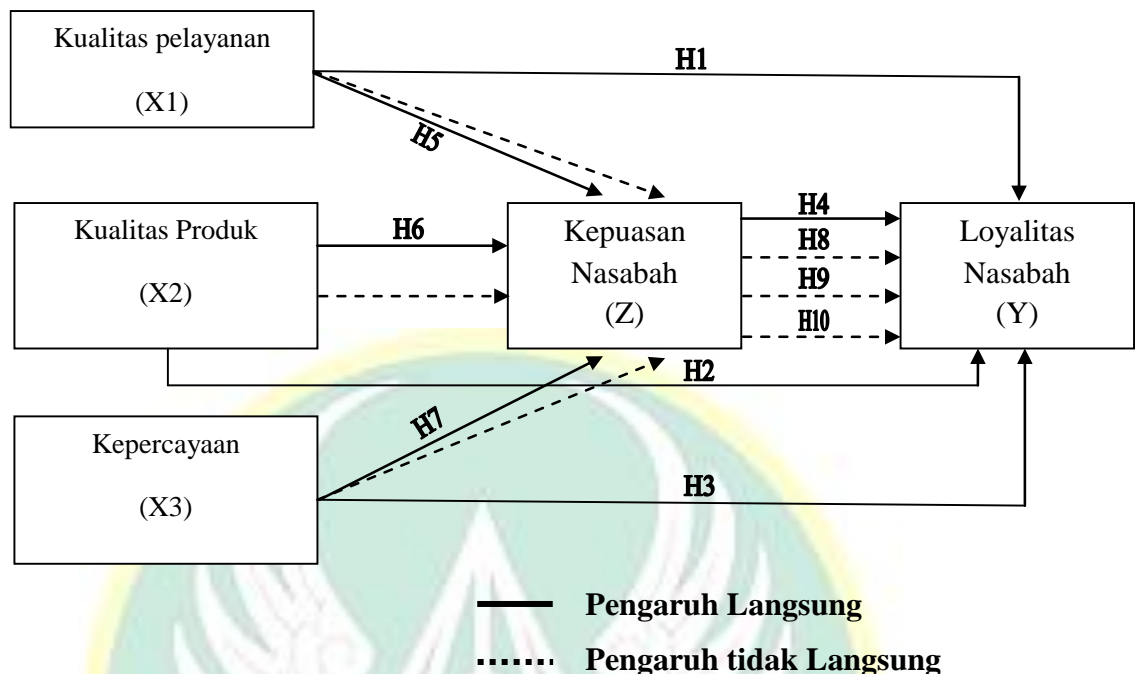 Kualitas pelayanan
(X1)
H1
H5
Kualitas Produk
(X2)
H6
Kepuasan
Nasabah
(Z)
H4
H8
H9
H10
Loyalitas
Nasabah
(Y)
H2
Kepercayaan
(X3)
H7
H3
Pengaruh Langsung
Pengaruh tidak Langsung